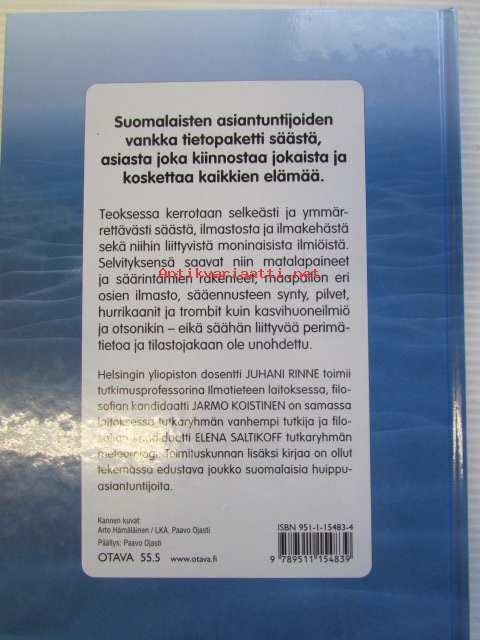 Suomalaisten asiantuntijoiden
vankka tietopaketti säästä,
asiasta joka kiinnostaa jokaista ja
koskettaa kaikkien elämää.
Teoksessa kerrotaan selkeästi ja ymmär-
rettävästi säästä, ilmastosta ja ilmakehästä
sekä niihin liittyvistä moninaisista ilmiöistä.
Selvityksensä saavat niin matalapaineet
Antikvariaatti.net
ja säärintamien rakenteet, maapallon eri
osien ilmasto, sääennusteen synty, pilvet,
hurrikaanit ja trombit kuin kasvihuoneilmiö
ja otsonikin – eikä säähän liittyvää perimä-
tietoa ja tilastojakaan ole unohdettu.
Helsingin yliopiston dosentti JUHANI RINNE toimii
tutkimusprofessorina Ilmatieteen laitoksessa, filo-
sofian kandidaatti JARMO KOISTINEN on samassa
laitoksessa tutkaryhmän vanhempi tutkija ja filo-
sofian kandidaatti ELENA SALTIKOFF tutkaryhmän
meteorologi. Toimituskunnan lisäksi kirjaa on ollut
tekemässä edustava joukko suomalaisia huippu-
asiantuntijoita.
Kannen kuvat:
Arto Hämäläinen / LKA, Paavo Ojasti
Päällys: Paavo Ojasti
OTAVA 55.5 www.otava.fi
ISBN 951-1-15483-4
9 789511 154839